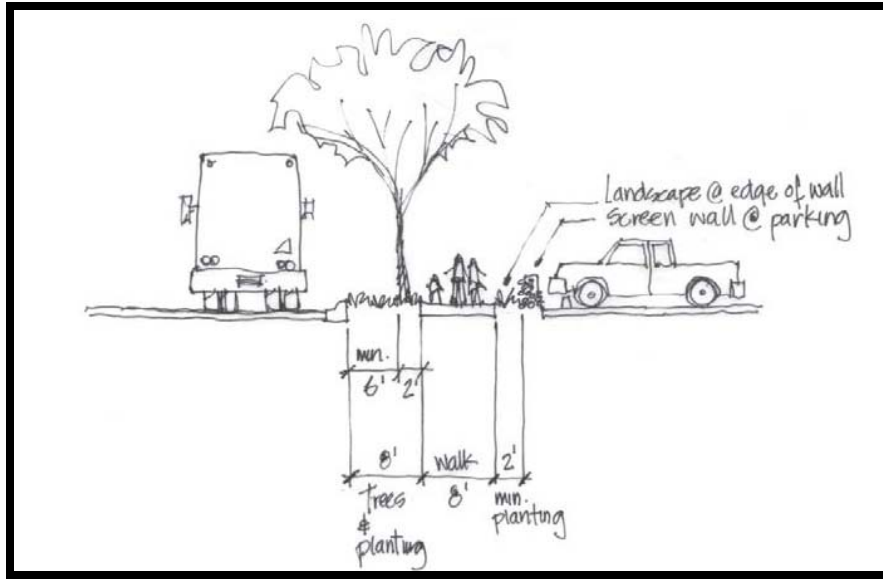 Landscape @ edge of wall
Screen wall @ parking
min.
6' 2'
8' Walk 2'
Trees 8' min.
& planting
planting